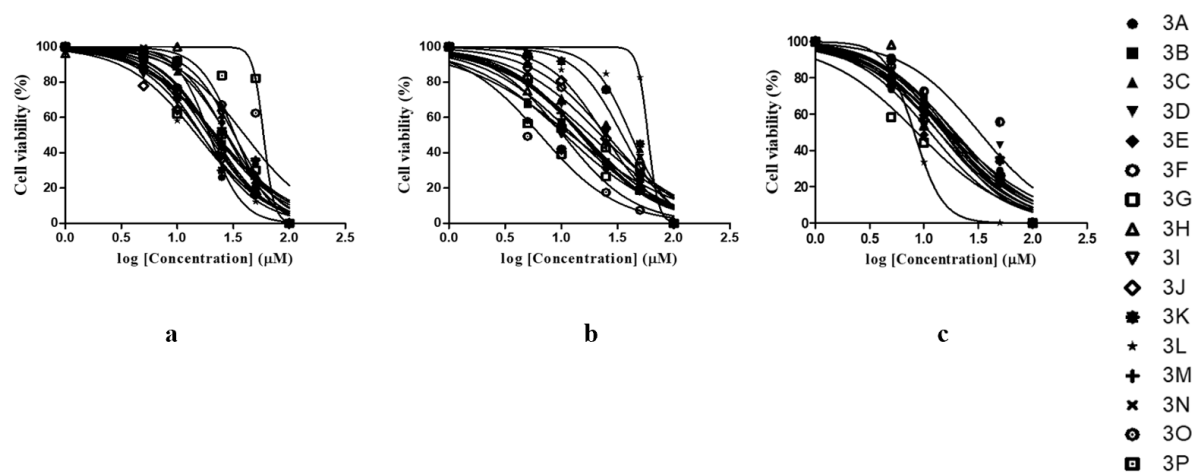 100
80
60
40
20
0
Cell viability (%)
0.0 0.5 1.0 1.5 2.0 2.5
log [Concentration] (µM)
a
100
80
60
40
20
0
Cell viability (%)
0.0 0.5 1.0 1.5 2.0 2.5
log [Concentration] (µM)
b
100
80
60
40
20
0
Cell viability (%)
0.0 0.5 1.0 1.5 2.0 2.5
log [Concentration] (µM)
c
3A
3B
3C
3D
3E
3F
3G
3H
3I
3J
3K
3L
3M
3N
3O
3P